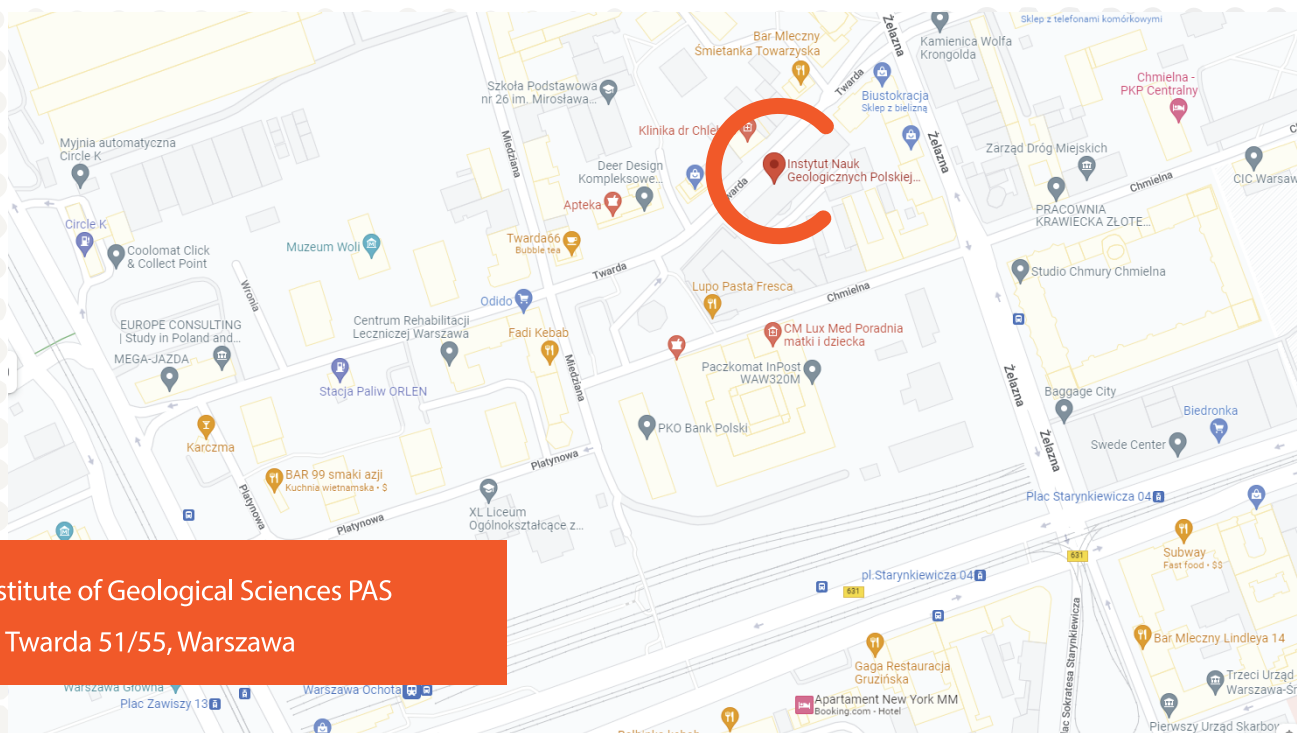 Sklep z telefonami komórkowymi
Żelazna
Bar Mleczny
Śmietanka Towarzyska
Kamienica Wolfa
Krongolda
Szkoła Podstawowa
nr 26 im. Mirosława...
Twarda
Biustokracja
Sklep z bielizną
Chmielna -
PKP Centralny
Myjnia automatyczna
Circle K
Miedziana
Klinika dr Chleb
Żelazna
Zarząd Dróg Miejskich
Deer Design
Kompleksowe...
Instytut Nauk
Geologicznych Polskiej...
Chmielna
CIC Warsaw
Apteka
PRACOWNIA
KRAWIECKA ZŁOTE...
Circle K
Coolomat Click
& Collect Point
Muzeum Woli
Twarda66
Bubble tea
Twarda
Studio Chmury Chmielna
Wronia
Lupo Pasta Fresca
Chmielna
Odido
EUROPE CONSULTING
| Study in Poland and...
Centrum Rehabilitacji
Leczniczej Warszawa
Fadi Kebab
CM Lux Med Poradnia
matki i dziecka
MEGA-JAZDA
Miedziana
Paczkomat InPost
WAW320M
Żelazna
Stacja Paliw ORLEN
Baggage City
Biedronka
Karczma
PKO Bank Polski
Żelazna
Swede Center
Platynowa
BAR 99 smaki azji
Kuchnia wietnamska • $
Platynowa
Plac Starynkiewicza 04
XL Liceum
Ogólnokształcące z...
Platynowa
Subway
Fast food • $$
631
pl.Starynkiewicza 04
631
stitute of Geological Sciences PAS
Twarda 51/55, Warszawa
Bar Mleczny Lindleya 14
Gaga Restauracja
Gruzińska
Trzeci Urząd
Warszawa-Śr
Warszawa Główna
Plac Zawiszy 13
Warszawa Ochota
Apartament New York MM
Booking.com - Hotel
ac Sokratesa Starynkiewicza
Pierwszy Urząd Skarbow